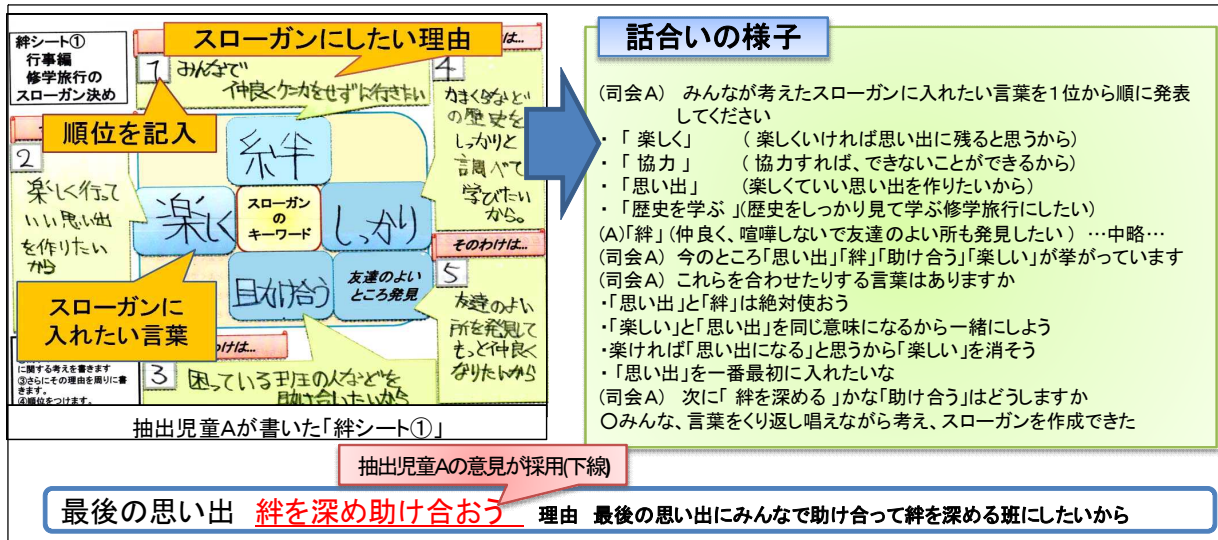 絆シート①
行事編
修学旅行の
スローガン決め
スローガンにしたい理由
は…
1 みんなで
仲良くケンカをせずに行きたい
順位を記入
絆
2
楽しく行って
いい思い出
を作りたい
から
楽しく
スローガン
の
キーワード
しっかり
4
かまくらなど
の歴史を
しっかりと
調べて
学びたい
から。
そのわけは…
5
友達のよい
所を発見して
もっと仲良く
なりたいから
助け合う
友達のよい
ところ発見
スローガンに
入れたい言葉
わけは…
3 困っている班の人などを
助け合いたいから
に関する考えを書きます
③さらにその理由を周りに書
きます。
④順位をつけます。
抽出児童Aが書いた「絆シート①」
話合いの様子
(司会A) みんなが考えたスローガンに入れたい言葉を1位から順に発表
してください
・「 楽しく」 ( 楽しくいければ思い出に残ると思うから)
・「 協力 」 ( 協力すれば、できないことができるから)
・「思い出」 (楽しくていい思い出を作りたいから)
・「歴史を学ぶ 」(歴史をしっかり見て学ぶ修学旅行にしたい)
(A)「絆」(仲良く、喧嘩しないで友達のよい所も発見したい ) …中略…
(司会A) 今のところ「思い出」「絆」「助け合う」「楽しい」が挙がっています
(司会A) これらを合わせたりする言葉はありますか
・「思い出」と「絆」は絶対使おう
・「楽しい」と「思い出」を同じ意味になるから一緒にしよう
・楽ければ「思い出になる」と思うから「楽しい」を消そう
・「思い出」を一番最初に入れたいな
(司会A) 次に「 絆を深める 」かな「助け合う」はどうしますか
○みんな、言葉をくり返し唱えながら考え、スローガンを作成できた
抽出児童Aの意見が採用(下線)
最後の思い出 絆を深め助け合おう 理由 最後の思い出にみんなで助け合って絆を深める班にしたいから